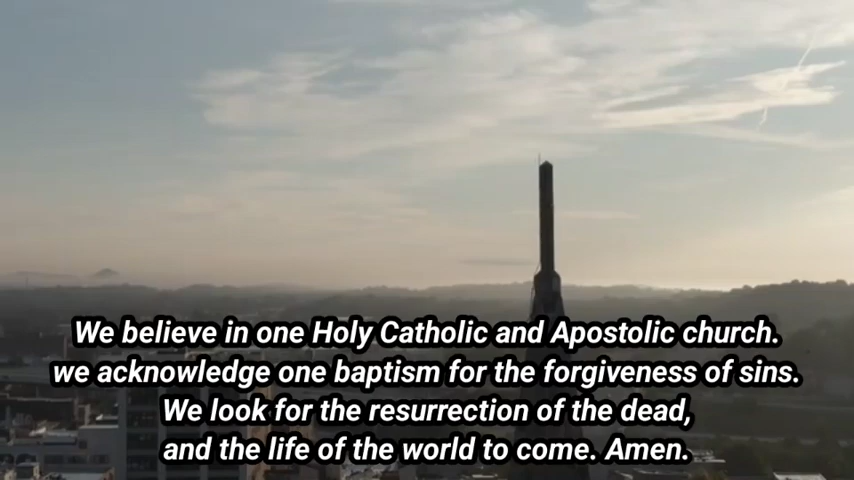 We believe in one Holy Catholic and Apostolic church.
we acknowledge one baptism for the forgiveness of sins.
We look for the resurrection of the dead,
and the life of the world to come. Amen.